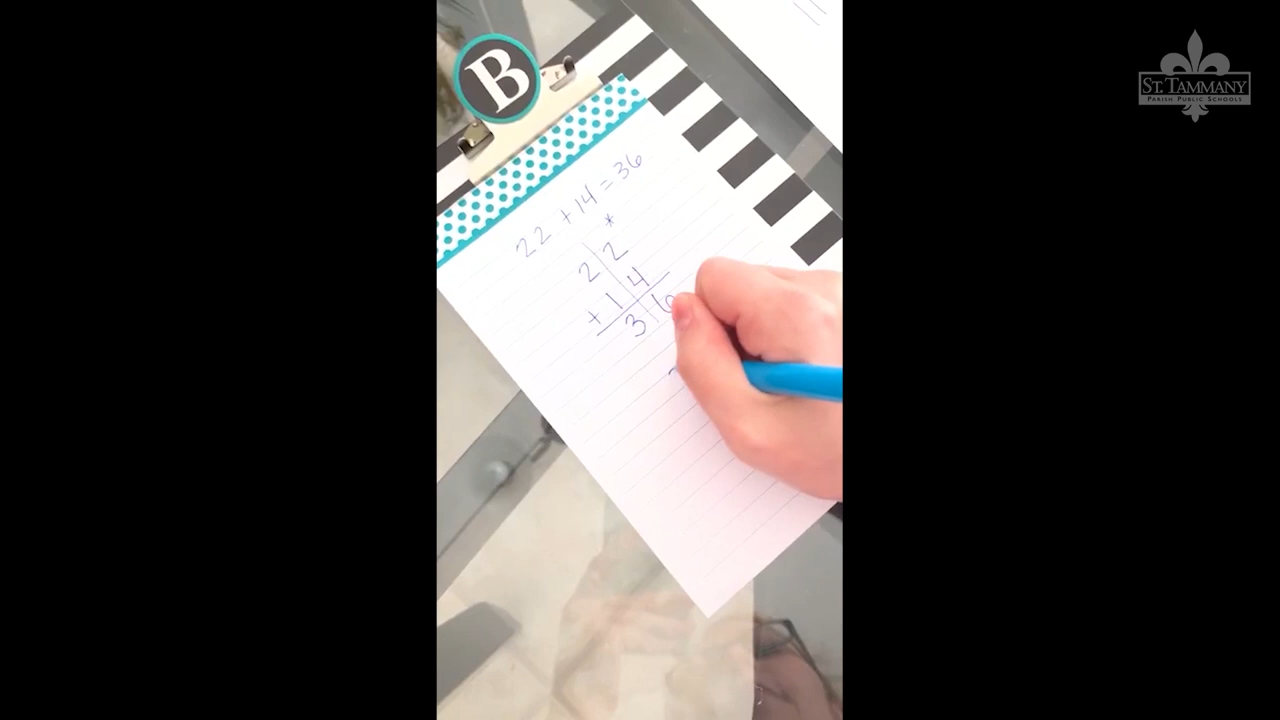 B
ST. TAMMANY
PARISH PUBLIC SCHOOLS
22 + 14 = 36
*
2 2
+ 1 4
3 6